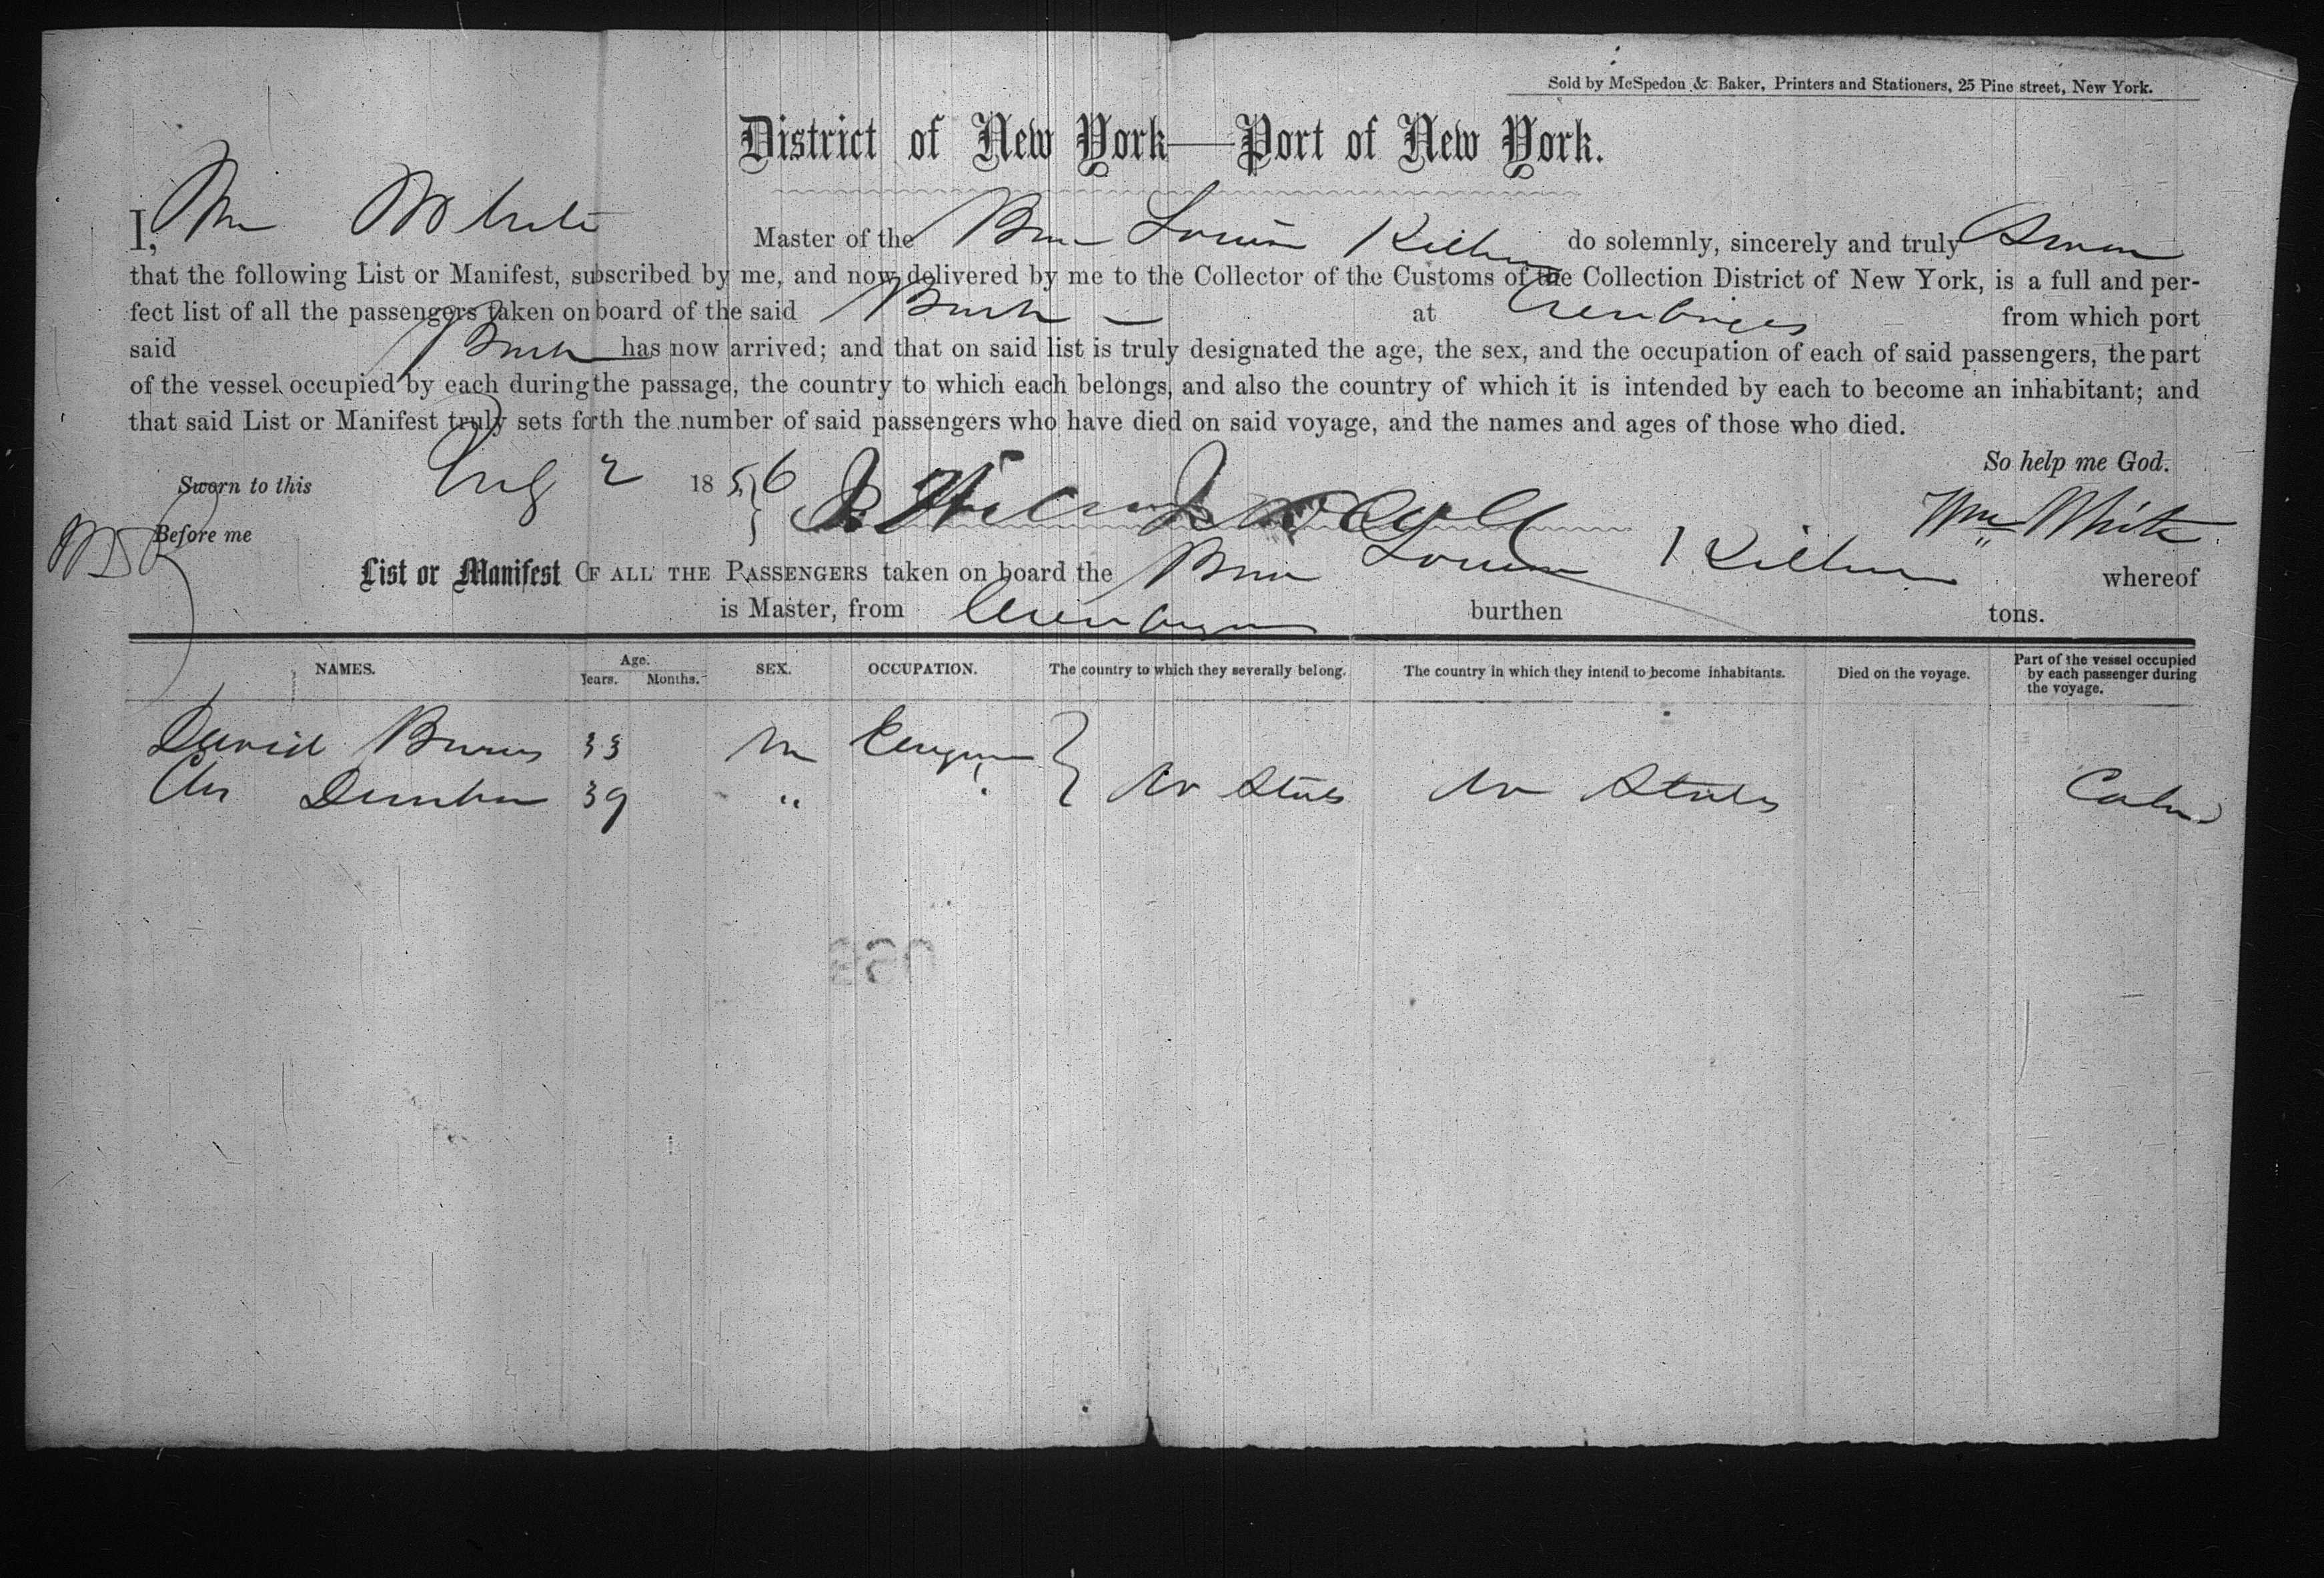 Sold by McSpedon & Baker, Printers and Stationers, 25 Pine street, New York.
District of New York—Port of New York.
I, Wm White Master of the Louisa do solemnly, sincerely and truly Swear
that the following List or Manifest, subscribed by me, and now delivered by me to the Collector of the Customs of the Collection District of New York, is a full and per-
fect list of all the passengers taken on board of the said at from which port
said has now arrived; and that on said list is truly designated the age, the sex, and the occupation of each of said passengers, the part
of the vessel occupied by each during the passage, the country to which each belongs, and also the country of which it is intended by each to become an inhabitant; and
that said List or Manifest truly sets forth the number of said passengers who have died on said voyage, and the names and ages of those who died.
So help me God.
Sworn to this Aug 2 1856
Wm White
Before me
List or Manifest OF ALL THE PASSENGERS taken on board the Louisa whereof
is Master, from burthen tons.
NAMES. Age. Years. Months. SEX. OCCUPATION. The country to which they severally belong. The country in which they intend to become inhabitants. Died on the voyage. Part of the vessel occupied by each passenger during the voyage.
David Burns 33 M
Dunbar 39 " U States U States Cabin